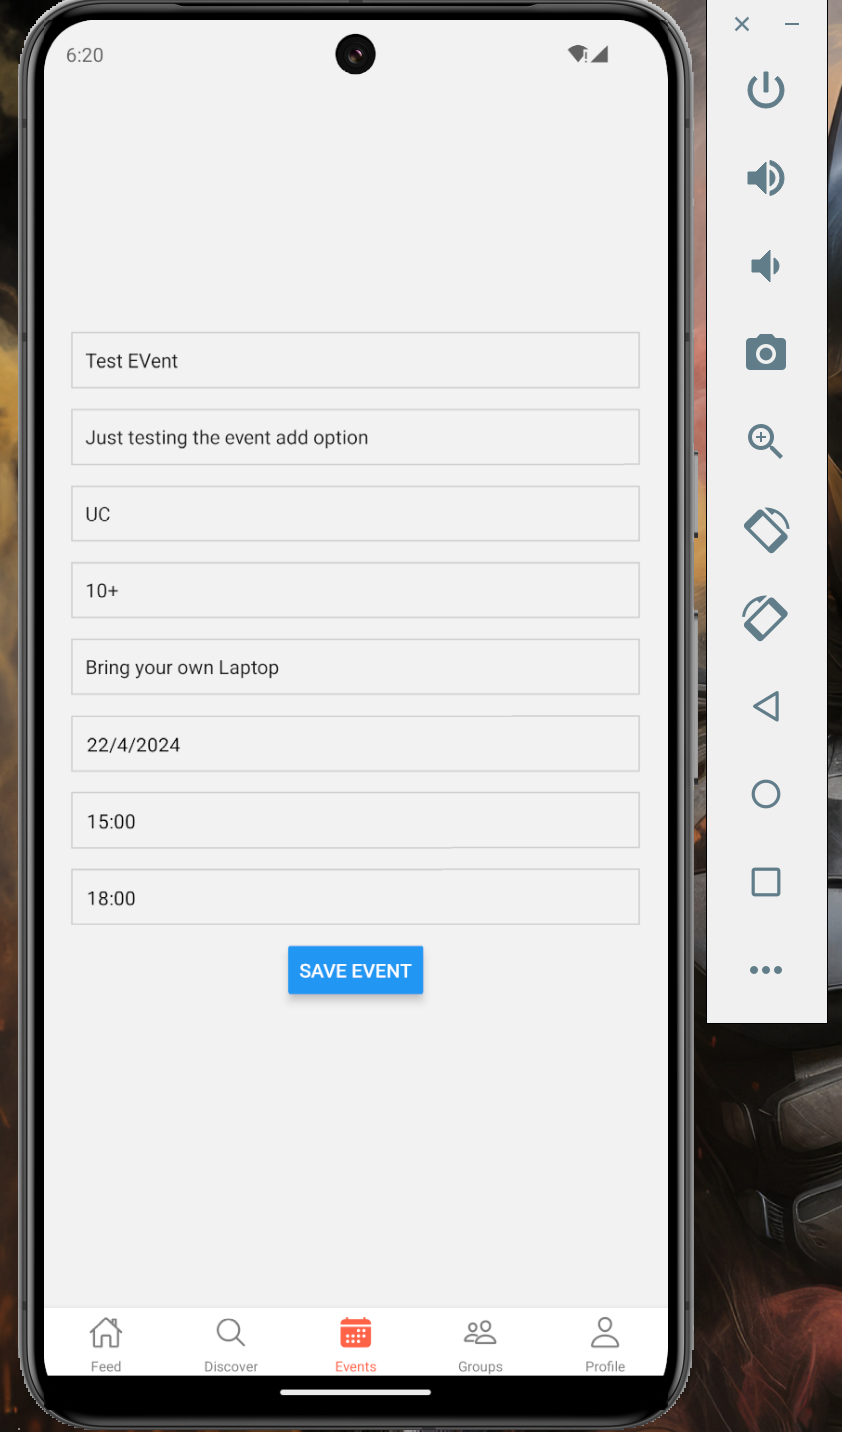 6:20
Test EVent
Just testing the event add option
UC
10+
Bring your own Laptop
22/4/2024
15:00
18:00
SAVE EVENT
Feed
Discover
Events
Groups
Profile